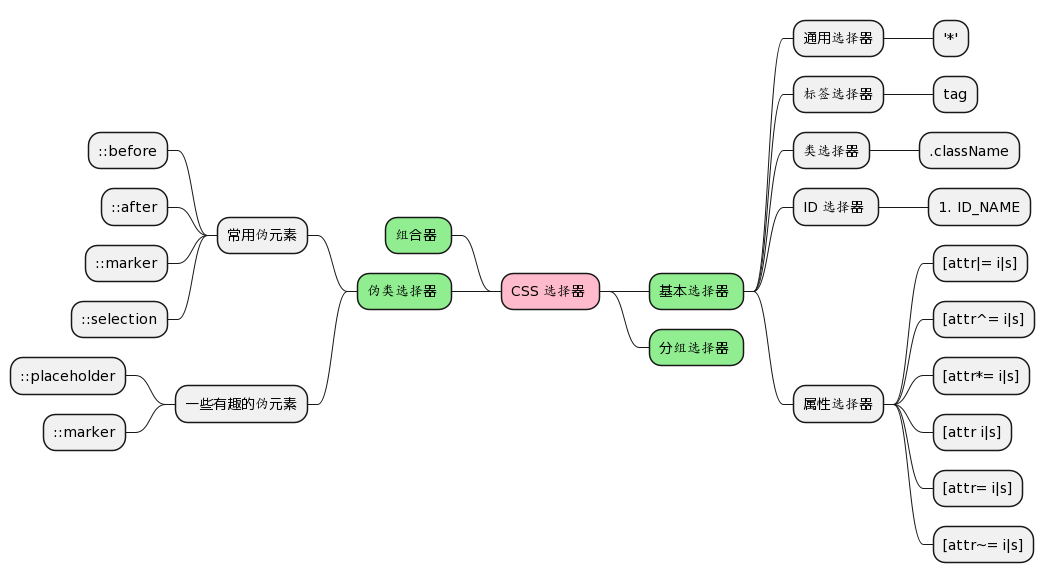 CSS 选择器
基本选择器
通用选择器
'*'
标签选择器
tag
类选择器
.className
ID 选择器
1. ID_NAME
属性选择器
[attr|= i|s]
[attr^= i|s]
[attr*= i|s]
[attr i|s]
[attr= i|s]
[attr~= i|s]
分组选择器
组合器
伪类选择器
常用伪元素
::before
::after
::marker
::selection
一些有趣的伪元素
::placeholder
::marker